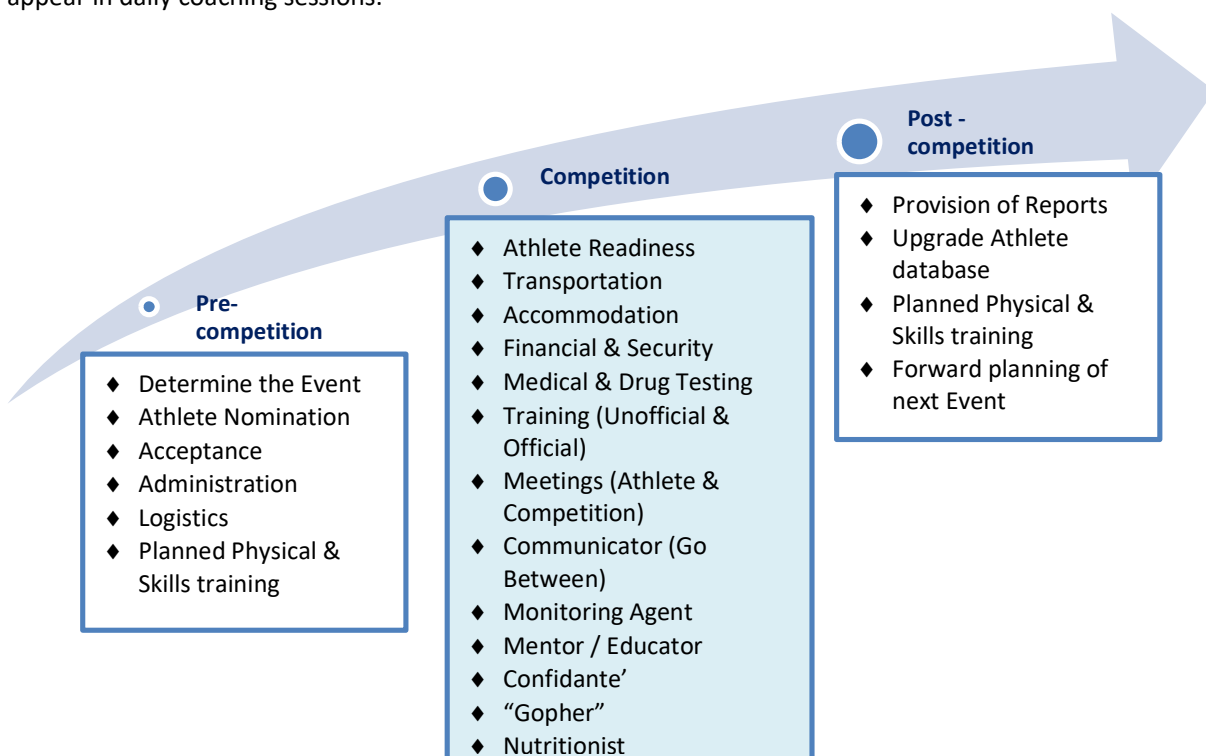 appear in daily coaching sessions.
Pre-
competition
♦ Determine the Event
♦ Athlete Nomination
♦ Acceptance
♦ Administration
♦ Logistics
♦ Planned Physical &
Skills training
Competition
♦ Athlete Readiness
♦ Transportation
♦ Accommodation
♦ Financial & Security
♦ Medical & Drug Testing
♦ Training (Unofficial &
Official)
♦ Meetings (Athlete &
Competition)
♦ Communicator (Go
Between)
♦ Monitoring Agent
♦ Mentor / Educator
♦ Confidante’
♦ “Gopher”
♦ Nutritionist
Post -
competition
♦ Provision of Reports
♦ Upgrade Athlete
database
♦ Planned Physical &
Skills training
♦ Forward planning of
next Event